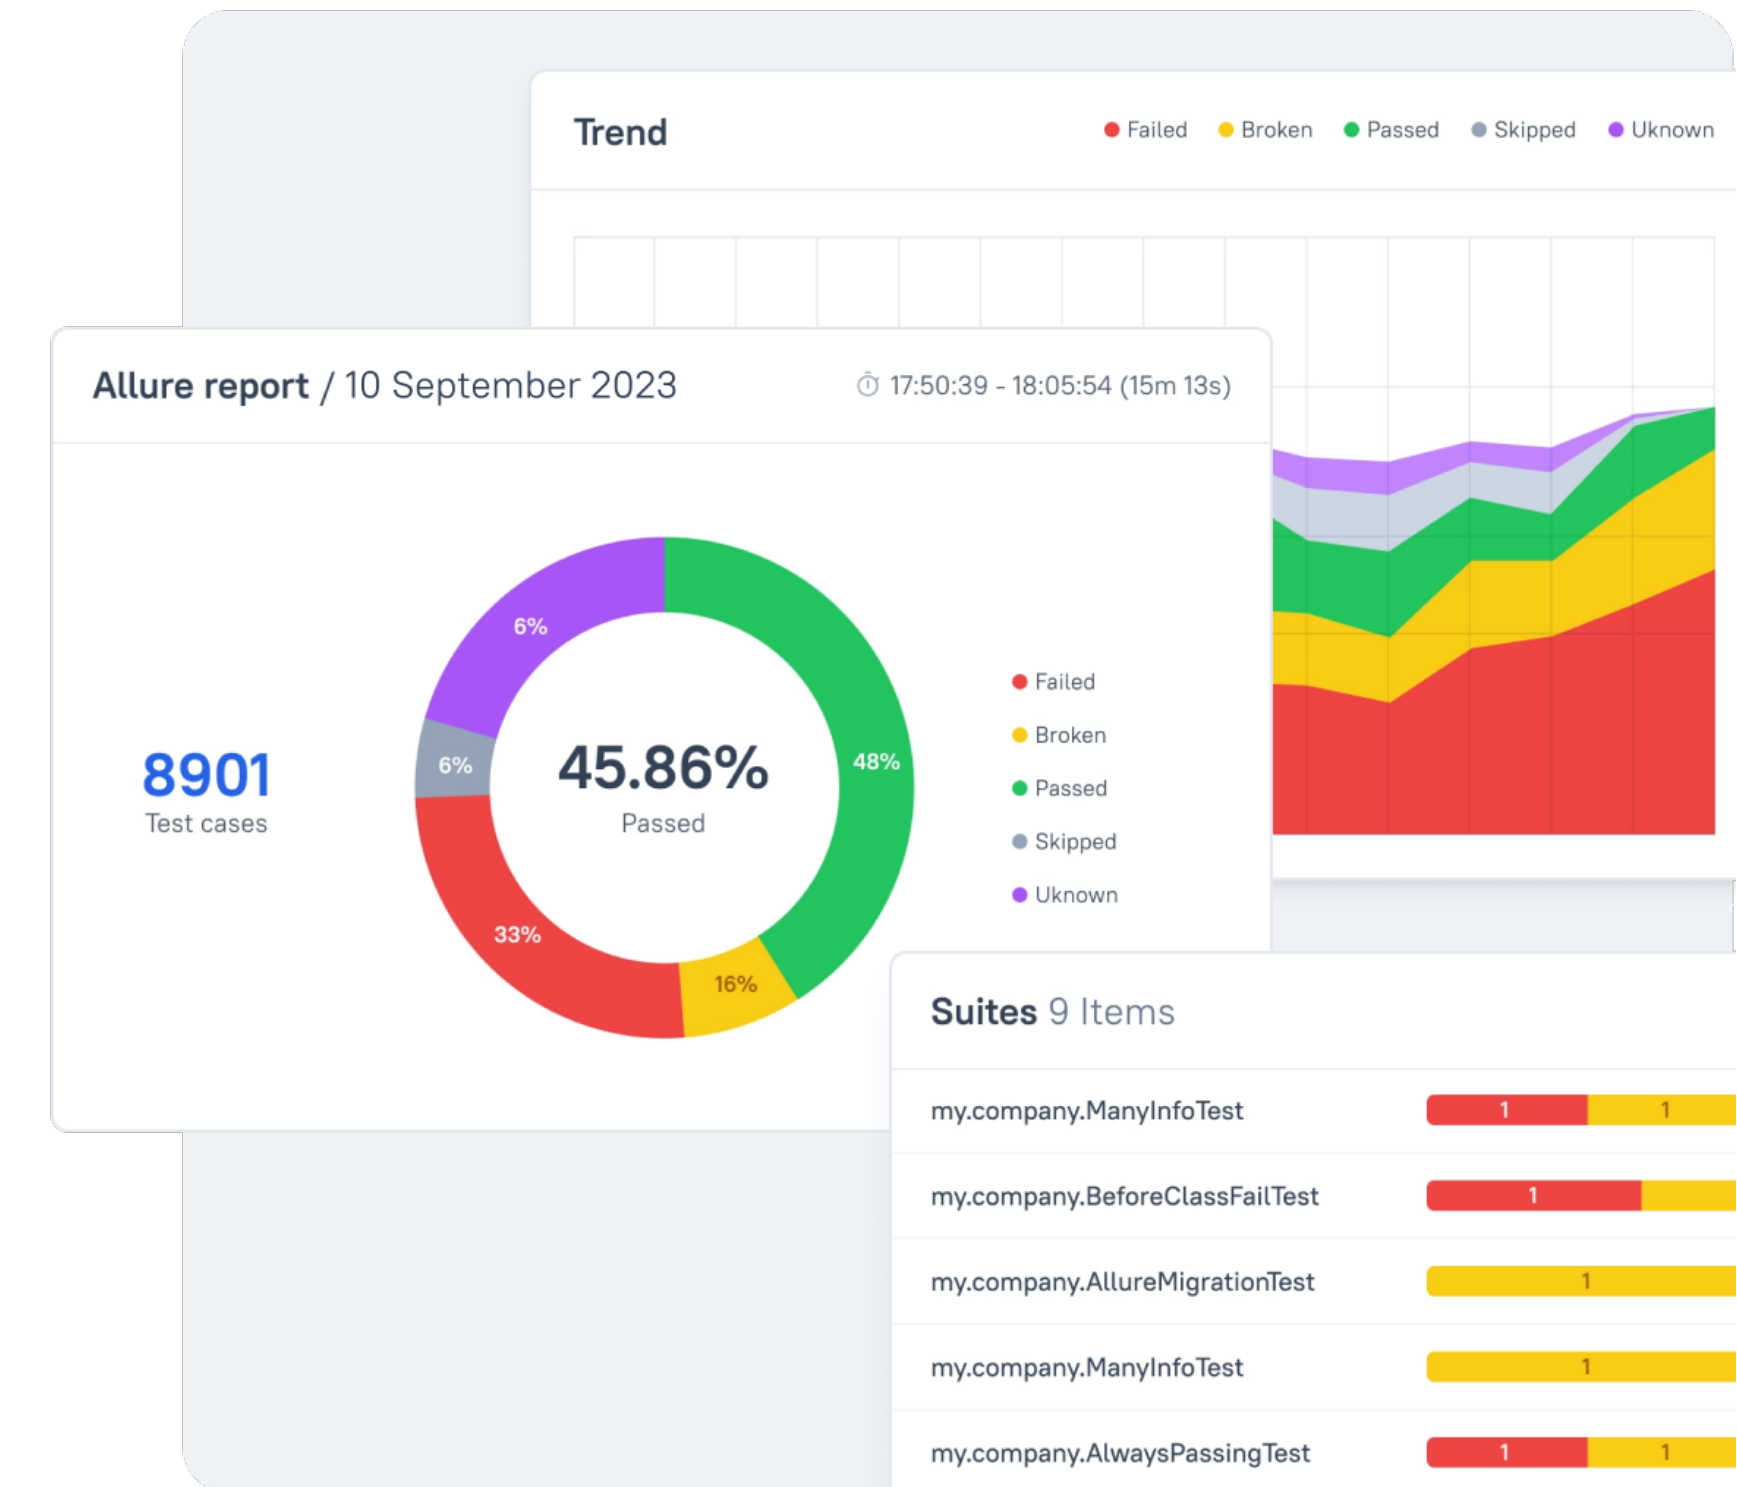 Trend
Failed Broken Passed Skipped Uknown
Allure report / 10 September 2023
17:50:39 - 18:05:54 (15m 13s)
8901
Test cases
45.86%
Passed
6%
6%
48%
33%
16%
Failed
Broken
Passed
Skipped
Uknown
Suites 9 Items
my.company.ManyInfoTest 1 1
my.company.BeforeClassFailTest 1
my.company.AllureMigrationTest 1
my.company.ManyInfoTest 1
my.company.AlwaysPassingTest 1 1